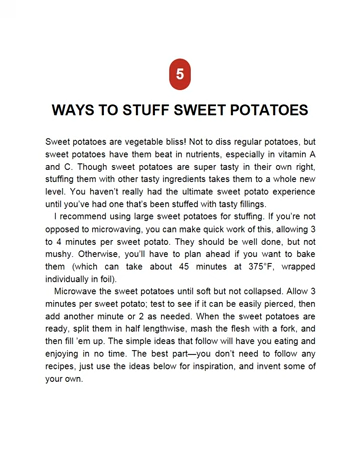 5
WAYS TO STUFF SWEET POTATOES
Sweet potatoes are vegetable bliss! Not to diss regular potatoes, but
sweet potatoes have them beat in nutrients, especially in vitamin A
and C. Though sweet potatoes are super tasty in their own right,
stuffing them with other tasty ingredients takes them to a whole new
level. You haven’t really had the ultimate sweet potato experience
until you’ve had one that’s been stuffed with tasty fillings.
I recommend using large sweet potatoes for stuffing. If you’re not
opposed to microwaving, you can make quick work of this, allowing 3
to 4 minutes per sweet potato. They should be well done, but not
mushy. Otherwise, you’ll have to plan ahead if you want to bake
them (which can take about 45 minutes at 375°F, wrapped
individually in foil).
Microwave the sweet potatoes until soft but not collapsed. Allow 3
minutes per sweet potato; test to see if it can be easily pierced, then
add another minute or 2 as needed. When the sweet potatoes are
ready, split them in half lengthwise, mash the flesh with a fork, and
then fill ’em up. The simple ideas that follow will have you eating and
enjoying in no time. The best part—you don’t need to follow any
recipes, just use the ideas below for inspiration, and invent some of
your own.